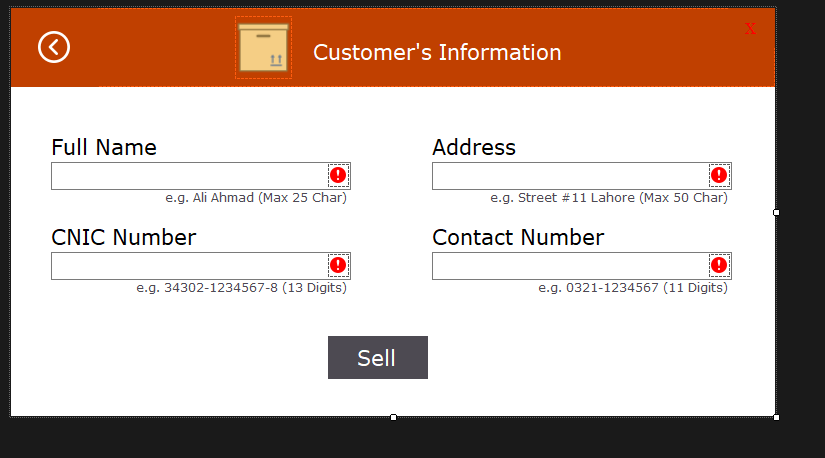 X
Customer's Information
Full Name
Address
e.g. Ali Ahmad (Max 25 Char)
e.g. Street #11 Lahore (Max 50 Char)
CNIC Number
Contact Number
e.g. 34302-1234567-8 (13 Digits)
e.g. 0321-1234567 (11 Digits)
Sell